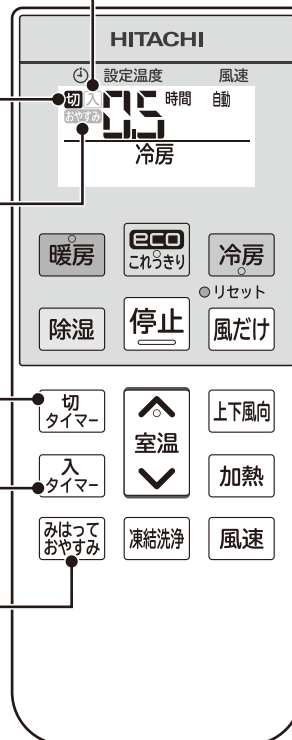 HITACHI
設定温度 風速
切 入 0.5 時間 自動
おやすみ
冷房
暖房 eco これっきり 冷房
リセット
除湿 停止 風だけ
切タイマー 室温 上下風向
入タイマー 加熱
みはっておやすみ 凍結洗浄 風速